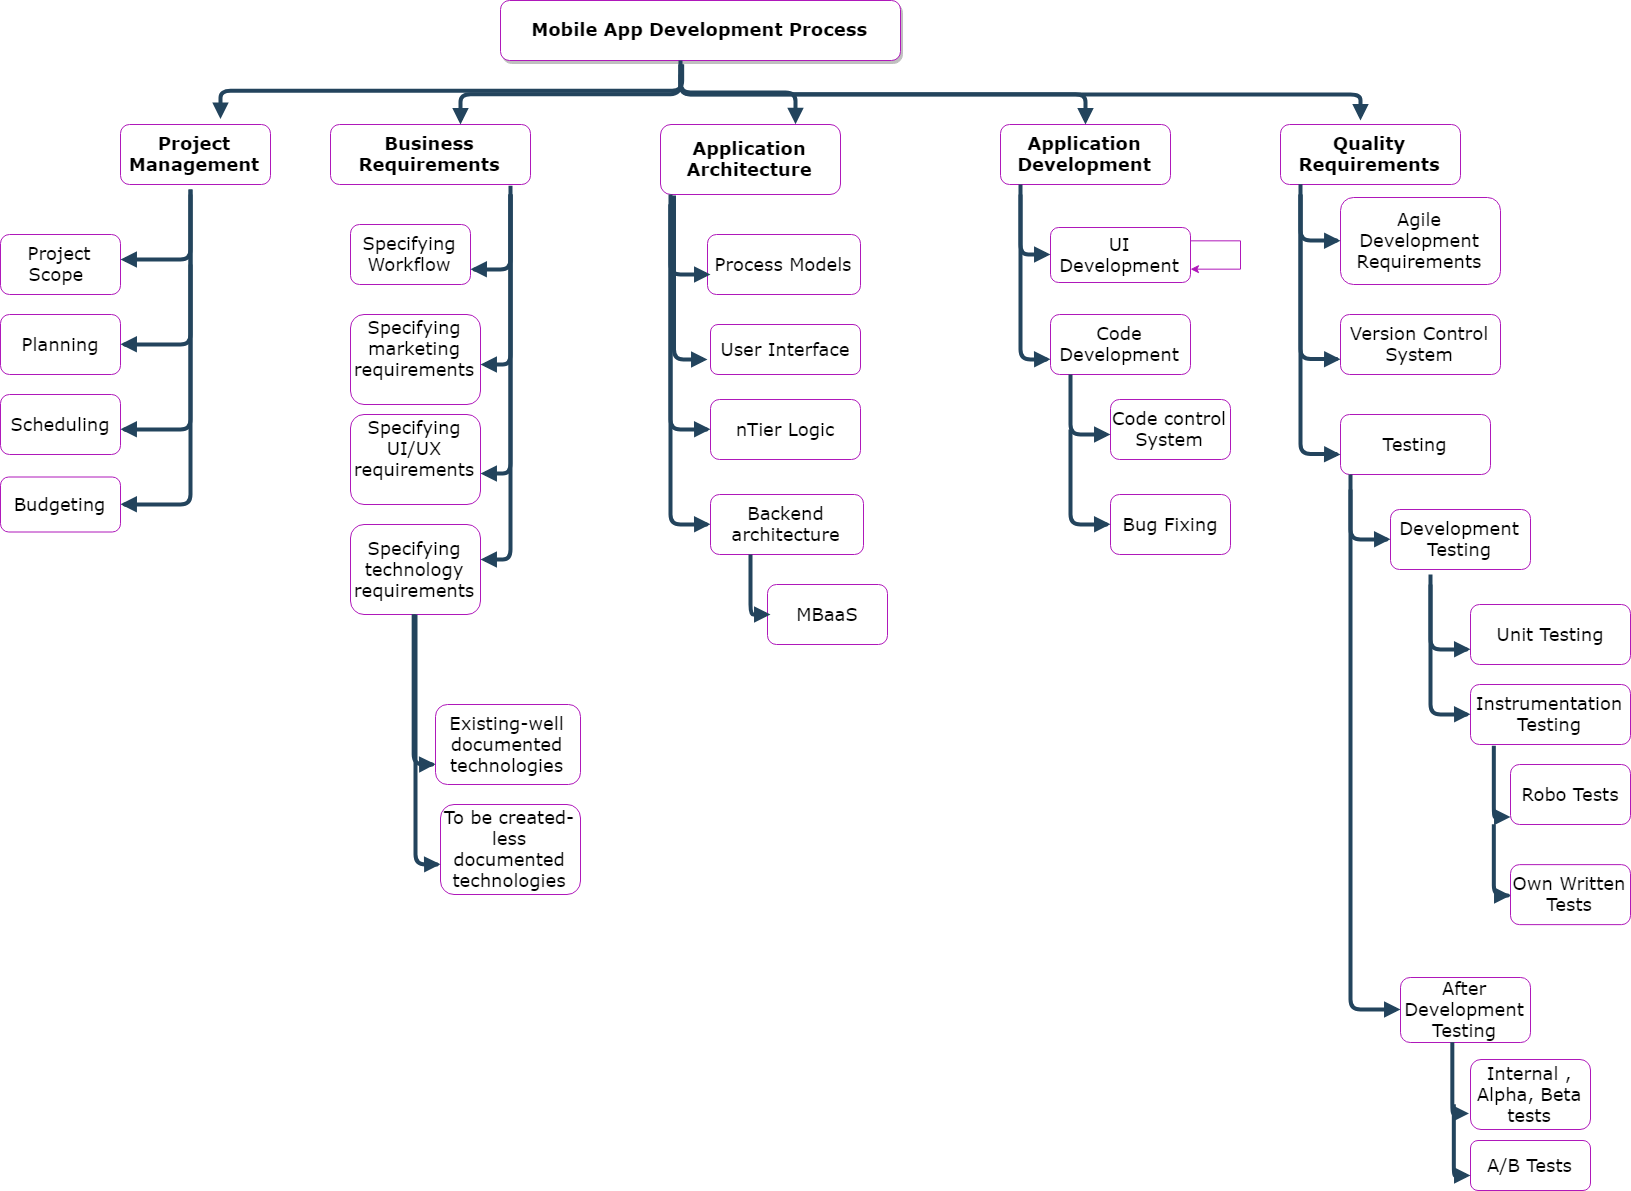 Mobile App Development Process
Project
Management
Project
Scope
Planning
Scheduling
Budgeting
Business
Requirements
Specifying
Workflow
Specifying
marketing
requirements
Specifying
UI/UX
requirements
Specifying
technology
requirements
Existing-well
documented
technologies
To be created-
less
documented
technologies
Application
Architecture
Process Models
User Interface
nTier Logic
Backend
architecture
MBaaS
Application
Development
UI
Development
Code
Development
Code control
System
Bug Fixing
Quality
Requirements
Agile
Development
Requirements
Version Control
System
Testing
Development
Testing
Unit Testing
Instrumentation
Testing
Robo Tests
Own Written
Tests
After
Development
Testing
Internal ,
Alpha, Beta
tests
A/B Tests